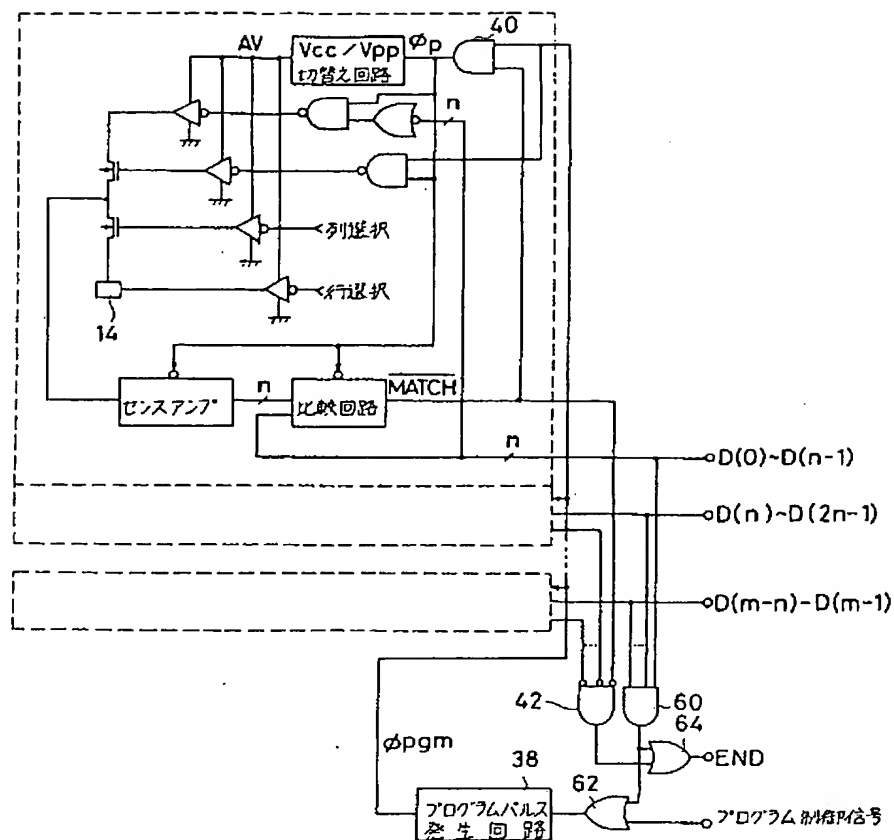 40
AV
Vcc/Vpp
切替え回路
φp
n
列選択
行選択
14
センスアンプ
n
比較回路
MATCH
n
D(0)~D(n-1)
D(n)~D(2n-1)
D(m-n)-D(m-1)
42
60
64
END
φpgm
38
62
プログラムパルス
発生回路
プログラム制御信号